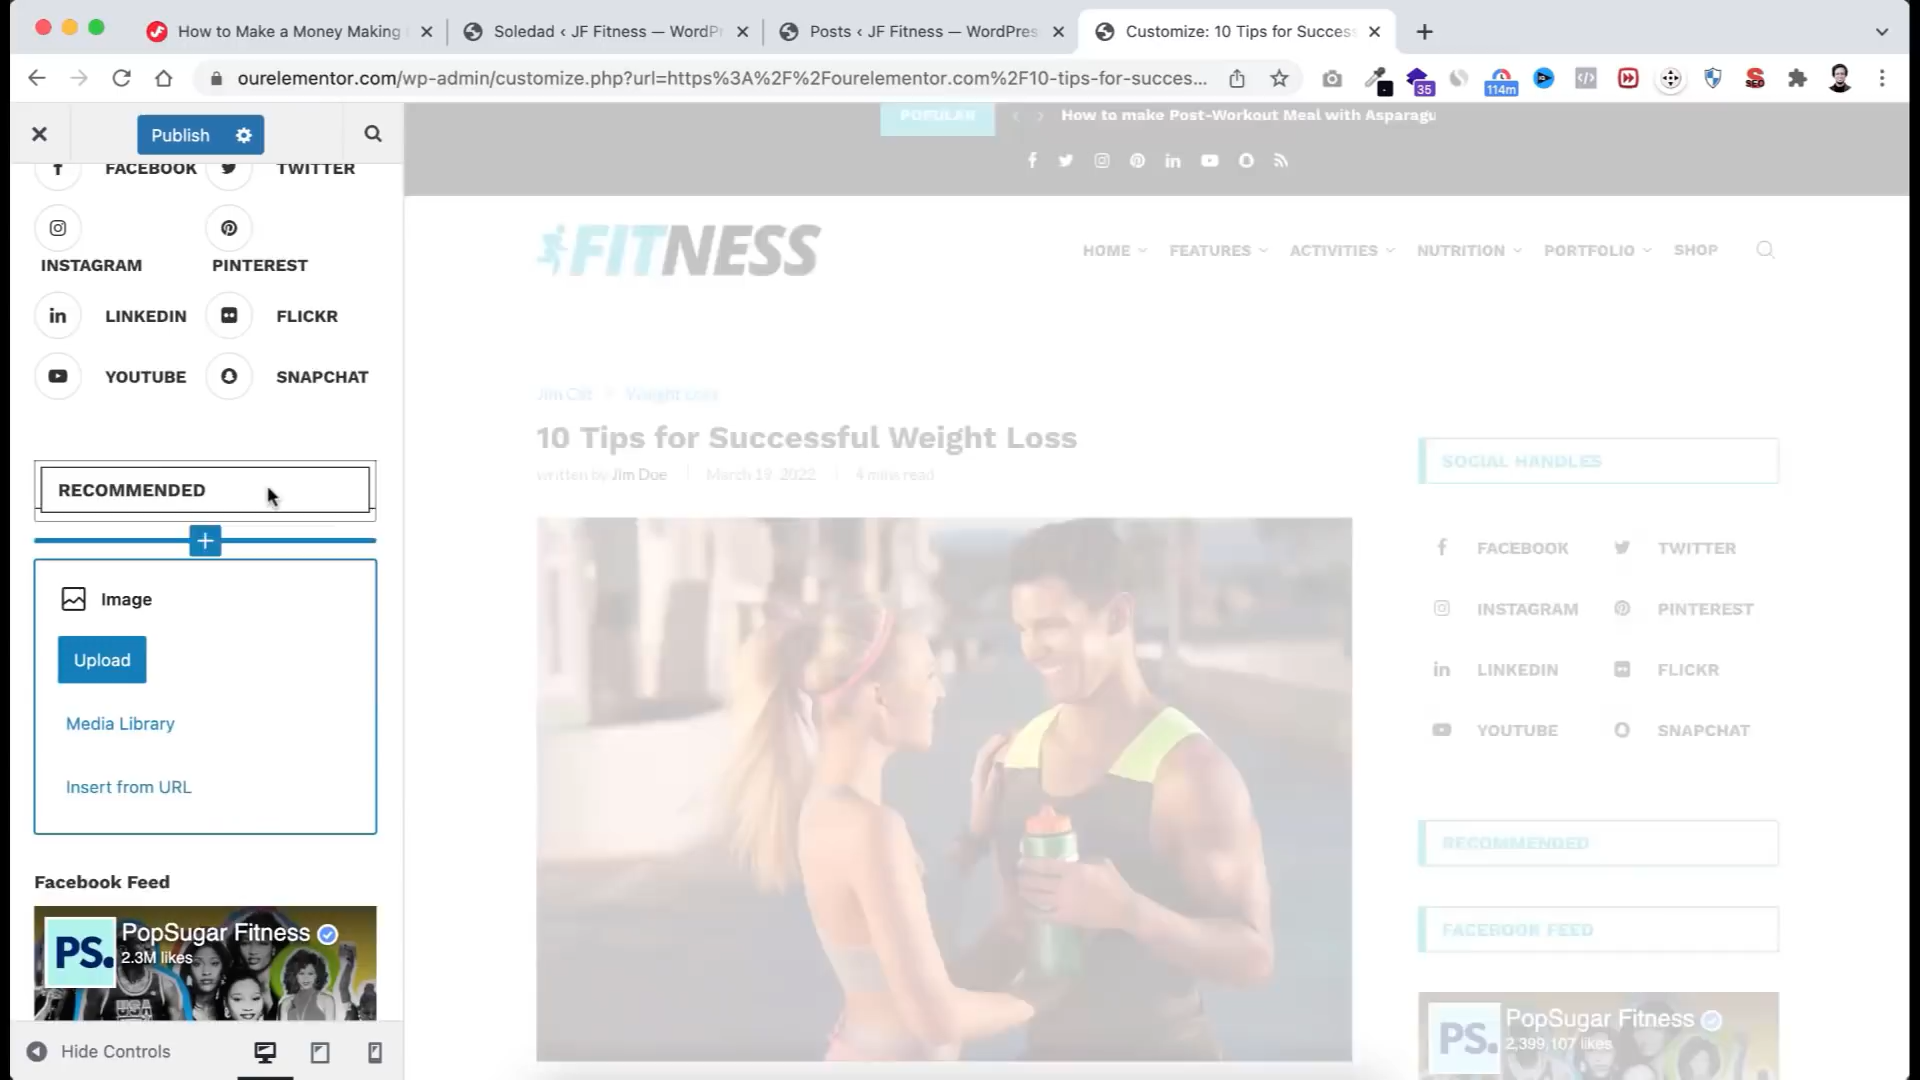 How to Make a Money Making
Soledad ‹ JF Fitness — WordPr
Posts ‹ JF Fitness — WordPres
Customize: 10 Tips for Succes
ourelementor.com/wp-admin/customize.php?url=https%3A%2F%2Fourelementor.com%2F10-tips-for-succes...
35
114m
SEO
Publish
POPULAR
How to make Post-Workout Meal with Asparagu
FACEBOOK
TWITTER
INSTAGRAM
PINTEREST
LINKEDIN
FLICKR
YOUTUBE
SNAPCHAT
RECOMMENDED
Image
Upload
Media Library
Insert from URL
Facebook Feed
PS.
PopSugar Fitness
2.3M likes
USA
Hide Controls
FITNESS
HOME
FEATURES
ACTIVITIES
NUTRITION
PORTFOLIO
SHOP
Jim Cat
Weight Loss
10 Tips for Successful Weight Loss
written by Jim Doe
March 19, 2022
4 mins read
SOCIAL HANDLES
FACEBOOK
TWITTER
INSTAGRAM
PINTEREST
LINKEDIN
FLICKR
YOUTUBE
SNAPCHAT
RECOMMENDED
FACEBOOK FEED
PS.
PopSugar Fitness
2,399,107 likes